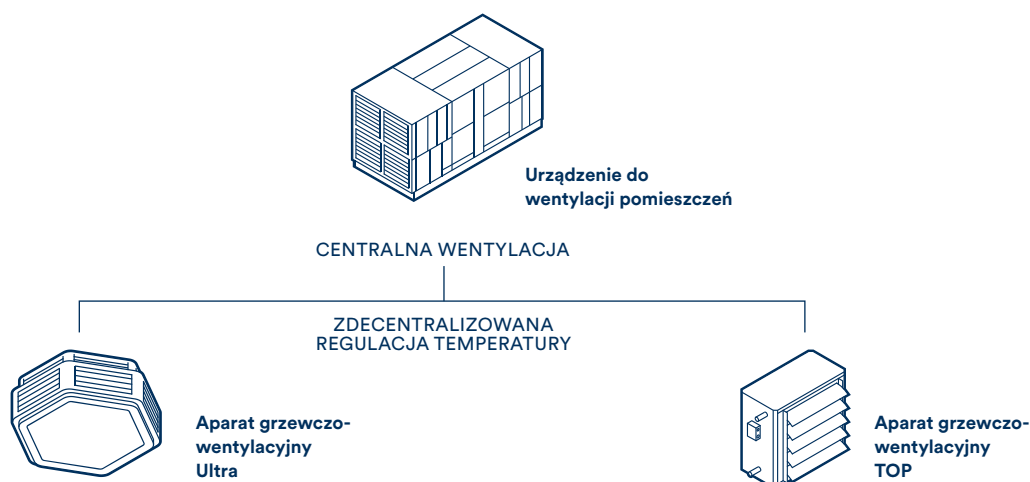 Urządzenie do
wentylacji pomieszczeń
CENTRALNA WENTYLACJA
ZDECENTRALIZOWANA
REGULACJA TEMPERATURY
Aparat grzewczo-
wentylacyjny
Ultra
Aparat grzewczo-
wentylacyjny
TOP